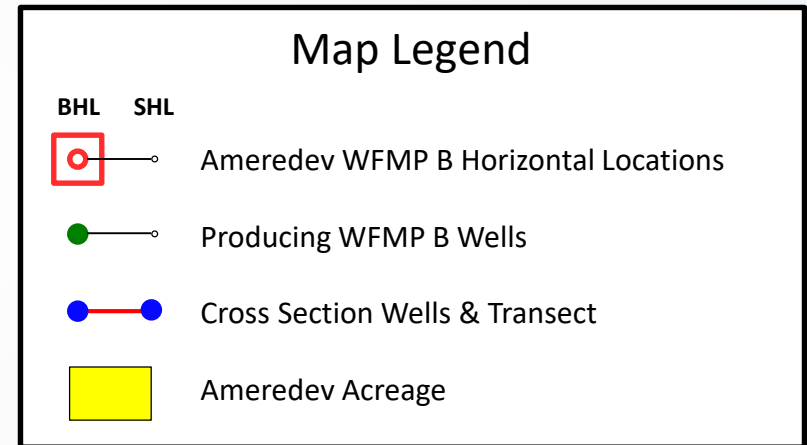 Map Legend
BHL SHL
Ameredev WFMP B Horizontal Locations
Producing WFMP B Wells
Cross Section Wells & Transect
Ameredev Acreage